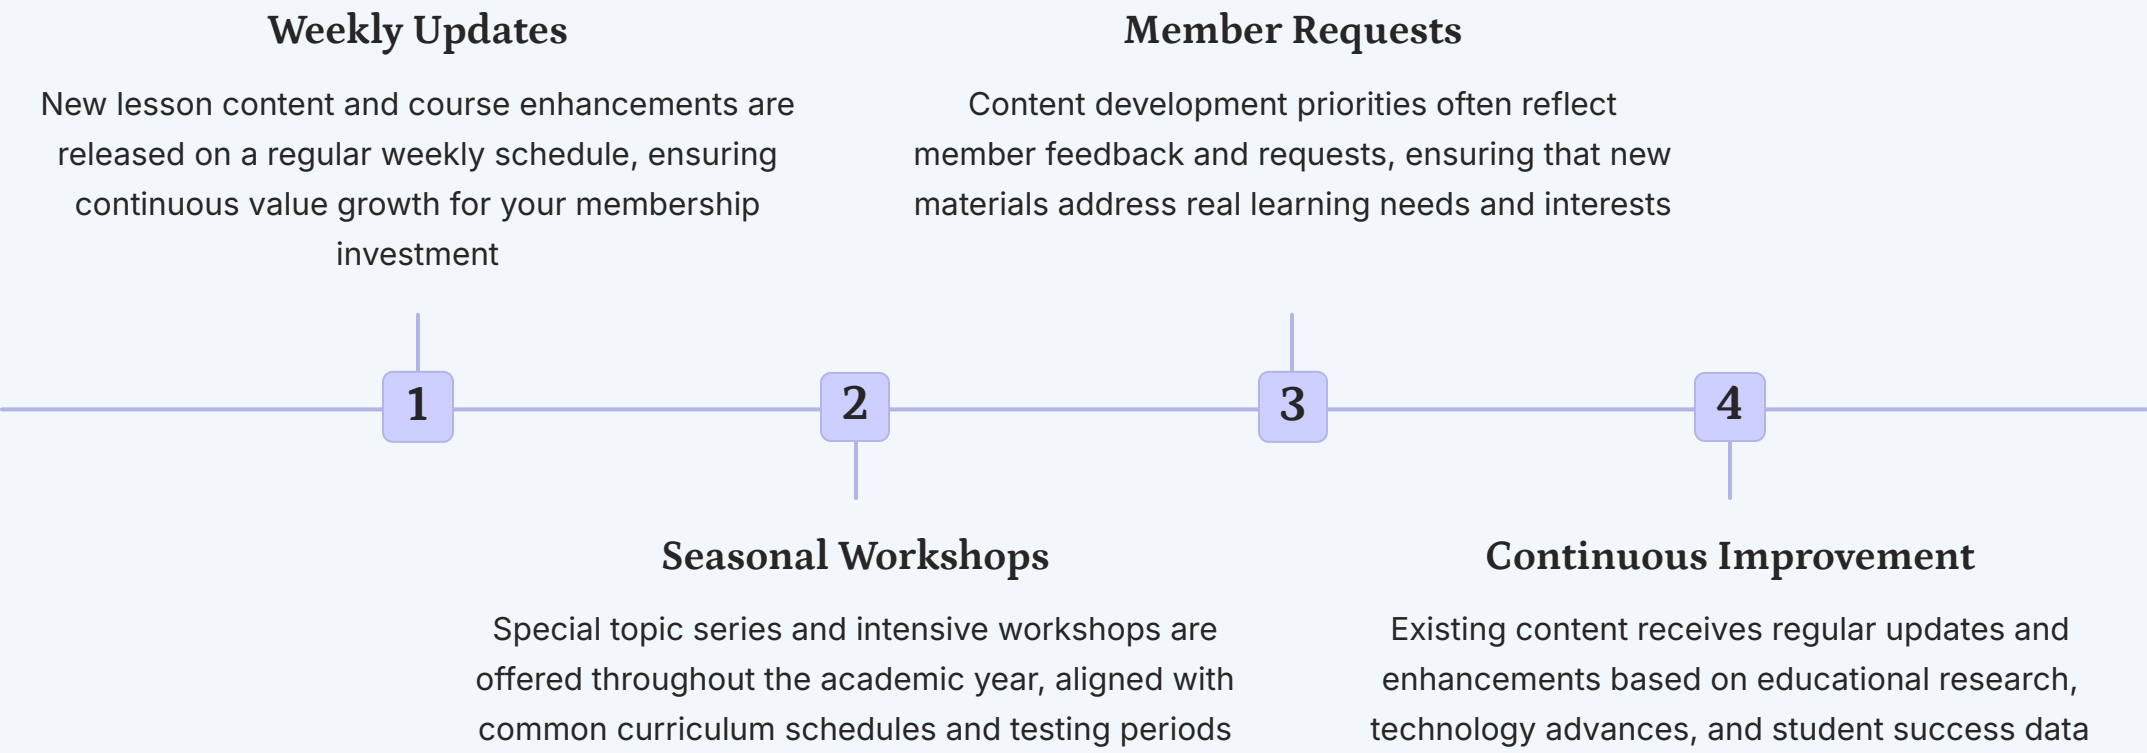 Weekly Updates
New lesson content and course enhancements are
released on a regular weekly schedule, ensuring
continuous value growth for your membership
investment
Member Requests
Content development priorities often reflect
member feedback and requests, ensuring that new
materials address real learning needs and interests
1
2
3
4
Seasonal Workshops
Special topic series and intensive workshops are
offered throughout the academic year, aligned with
common curriculum schedules and testing periods
Continuous Improvement
Existing content receives regular updates and
enhancements based on educational research,
technology advances, and student success data